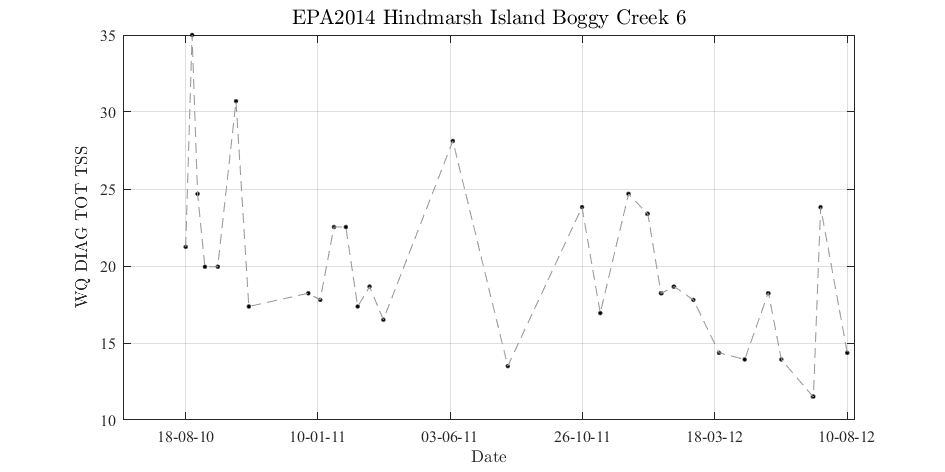 EPA2014 Hindmarsh Island Boggy Creek 6
35
30
25
20
15
10
WQ DIAG TOT TSS
18-08-10 10-01-11 03-06-11 26-10-11 18-03-12 10-08-12
Date